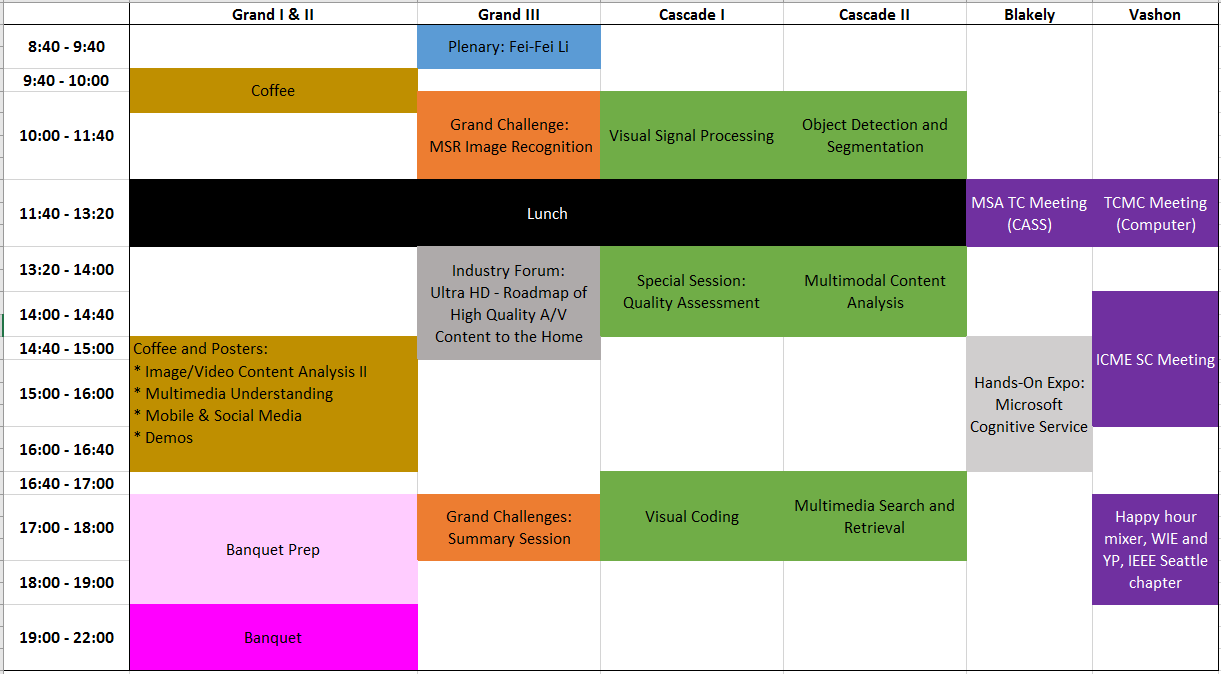 Grand I & II
Grand III
Cascade I
Cascade II
Blakely
Vashon
8:40 - 9:40
Plenary: Fei-Fei Li
9:40 - 10:00
Coffee
10:00 - 11:40
Grand Challenge:
MSR Image Recognition
Visual Signal Processing
Object Detection and
Segmentation
11:40 - 13:20
Lunch
MSA TC Meeting
(CASS)
TCMC Meeting
(Computer)
13:20 - 14:00
Industry Forum:
Ultra HD - Roadmap of
High Quality A/V
Content to the Home
Special Session:
Quality Assessment
Multimodal Content
Analysis
14:00 - 14:40
ICME SC Meeting
14:40 - 15:00
Coffee and Posters:
* Image/Video Content Analysis II
* Multimedia Understanding
* Mobile & Social Media
* Demos
Hands-On Expo:
Microsoft
Cognitive Service
15:00 - 16:00
16:00 - 16:40
16:40 - 17:00
Visual Coding
Multimedia Search and
Retrieval
17:00 - 18:00
Banquet Prep
Grand Challenges:
Summary Session
Happy hour
mixer, WIE and
YP, IEEE Seattle
chapter
18:00 - 19:00
19:00 - 22:00
Banquet